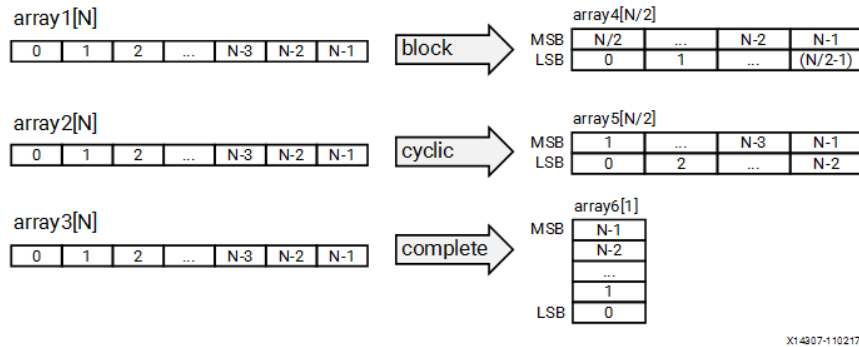 array1[N]
0 1 2 ... N-3 N-2 N-1
block
array4[N/2]
MSB N/2 ... N-2 N-1
LSB 0 1 ... (N/2-1)
array2[N]
0 1 2 ... N-3 N-2 N-1
cyclic
array5[N/2]
MSB 1 ... N-3 N-1
LSB 0 2 ... N-2
array3[N]
0 1 2 ... N-3 N-2 N-1
complete
array6[1]
MSB N-1
N-2
...
1
LSB 0
X14307-110217